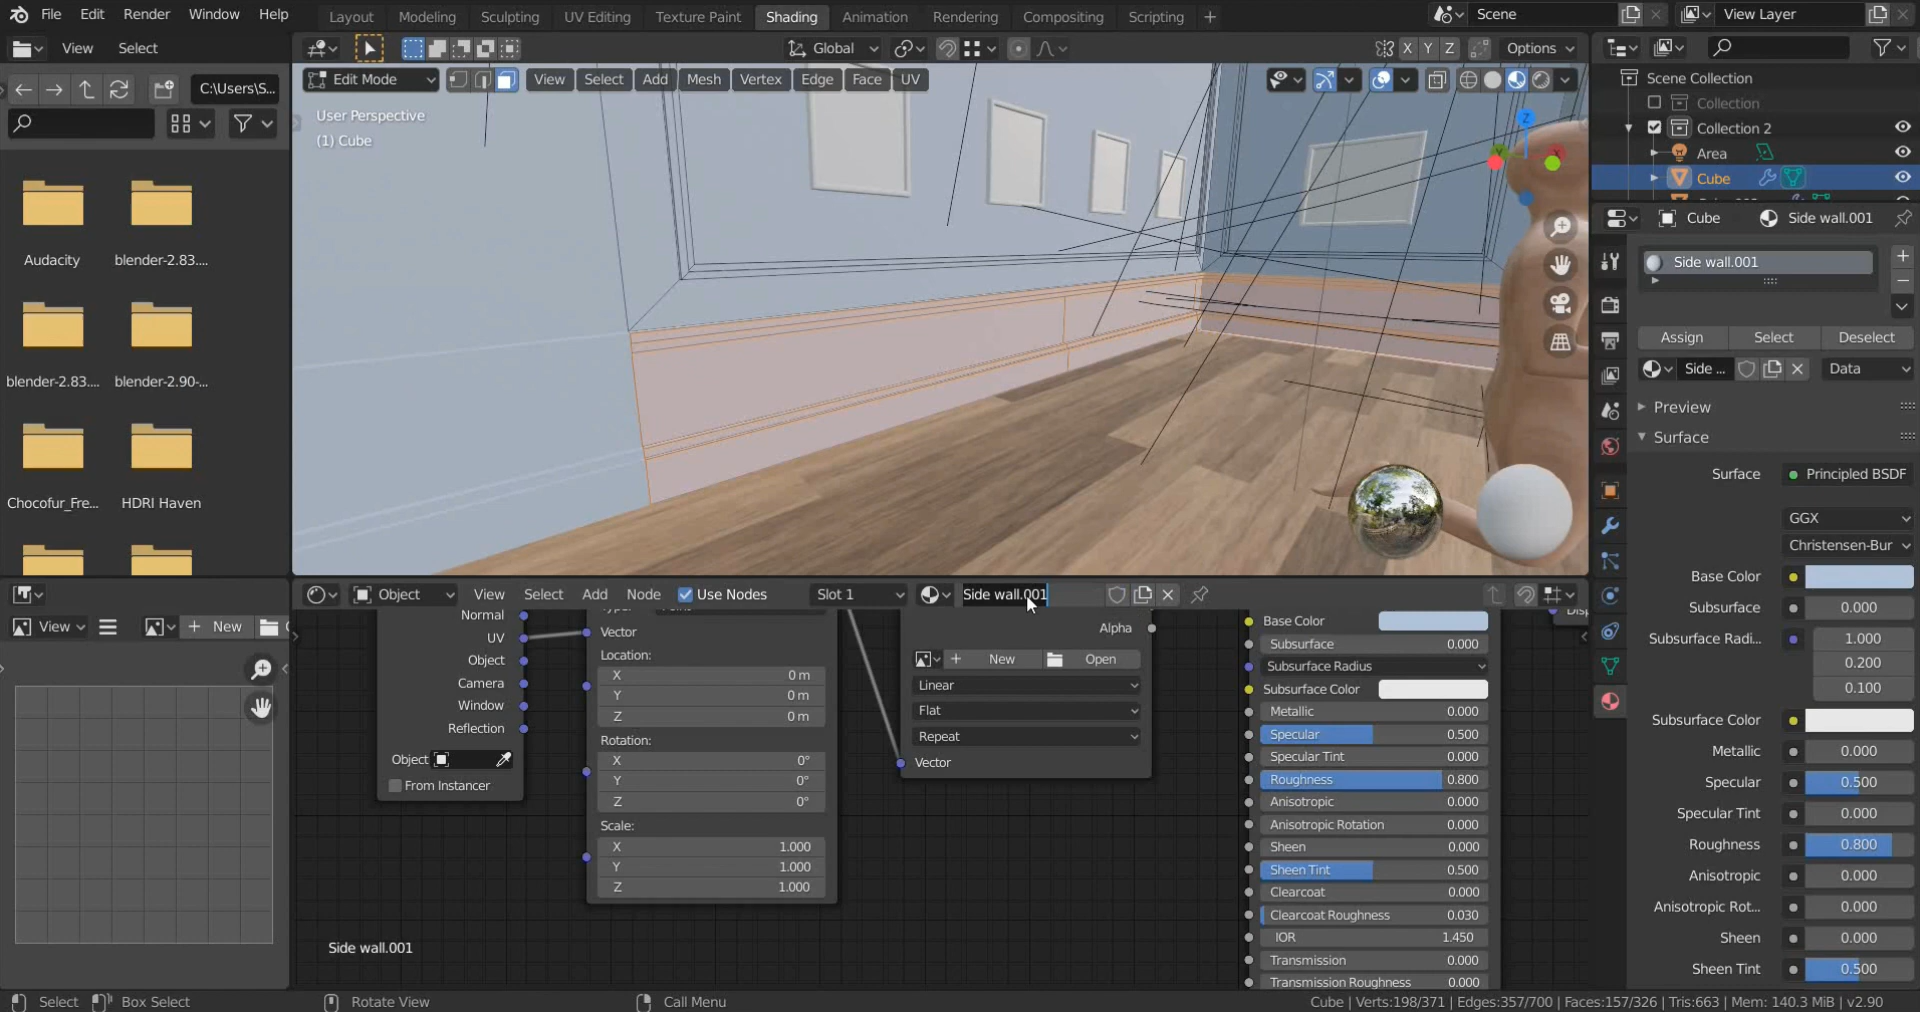 File Edit Render Window Help Layout Modeling Sculpting UV Editing Texture Paint Shading Animation Rendering Compositing Scripting + Scene View Layer
View Select Global X Y Z Options
C:\Users\S...
Edit Mode View Select Add Mesh Vertex Edge Face UV
User Perspective
(1) Cube
Z
Audacity blender-2.83....
blender-2.83.... blender-2.90-...
Chocofur_Fre... HDRI Haven
Scene Collection
Collection
Collection 2
Area
Cube
Cube Side wall.001
Side wall.001
Assign Select Deselect
Side ... Data
Preview
Surface
Surface Principled BSDF
GGX
Christensen-Bur
Base Color
Subsurface 0.000
Subsurface Radi... 1.000
0.200
0.100
Subsurface Color
Metallic 0.000
Specular 0.500
Specular Tint 0.000
Roughness 0.800
Anisotropic 0.000
Anisotropic Rot... 0.000
Sheen 0.000
Sheen Tint 0.500
View New
Object View Select Add Node Use Nodes Slot 1 Side wall.001
Normal
UV
Object
Camera
Window
Reflection
Object
From Instancer
Vector
Location:
X 0 m
Y 0 m
Z 0 m
Rotation:
X 0°
Y 0°
Z 0°
Scale:
X 1.000
Y 1.000
Z 1.000
Alpha
New Open
Linear
Flat
Repeat
Vector
Base Color
Subsurface 0.000
Subsurface Radius
Subsurface Color
Metallic 0.000
Specular 0.500
Specular Tint 0.000
Roughness 0.800
Anisotropic 0.000
Anisotropic Rotation 0.000
Sheen 0.000
Sheen Tint 0.500
Clearcoat 0.000
Clearcoat Roughness 0.030
IOR 1.450
Transmission 0.000
Transmission Roughness 0.000
Side wall.001
Select Box Select Rotate View Call Menu Cube | Verts:198/371 | Edges:357/700 | Faces:157/326 | Tris:663 | Mem: 140.3 MiB | v2.90